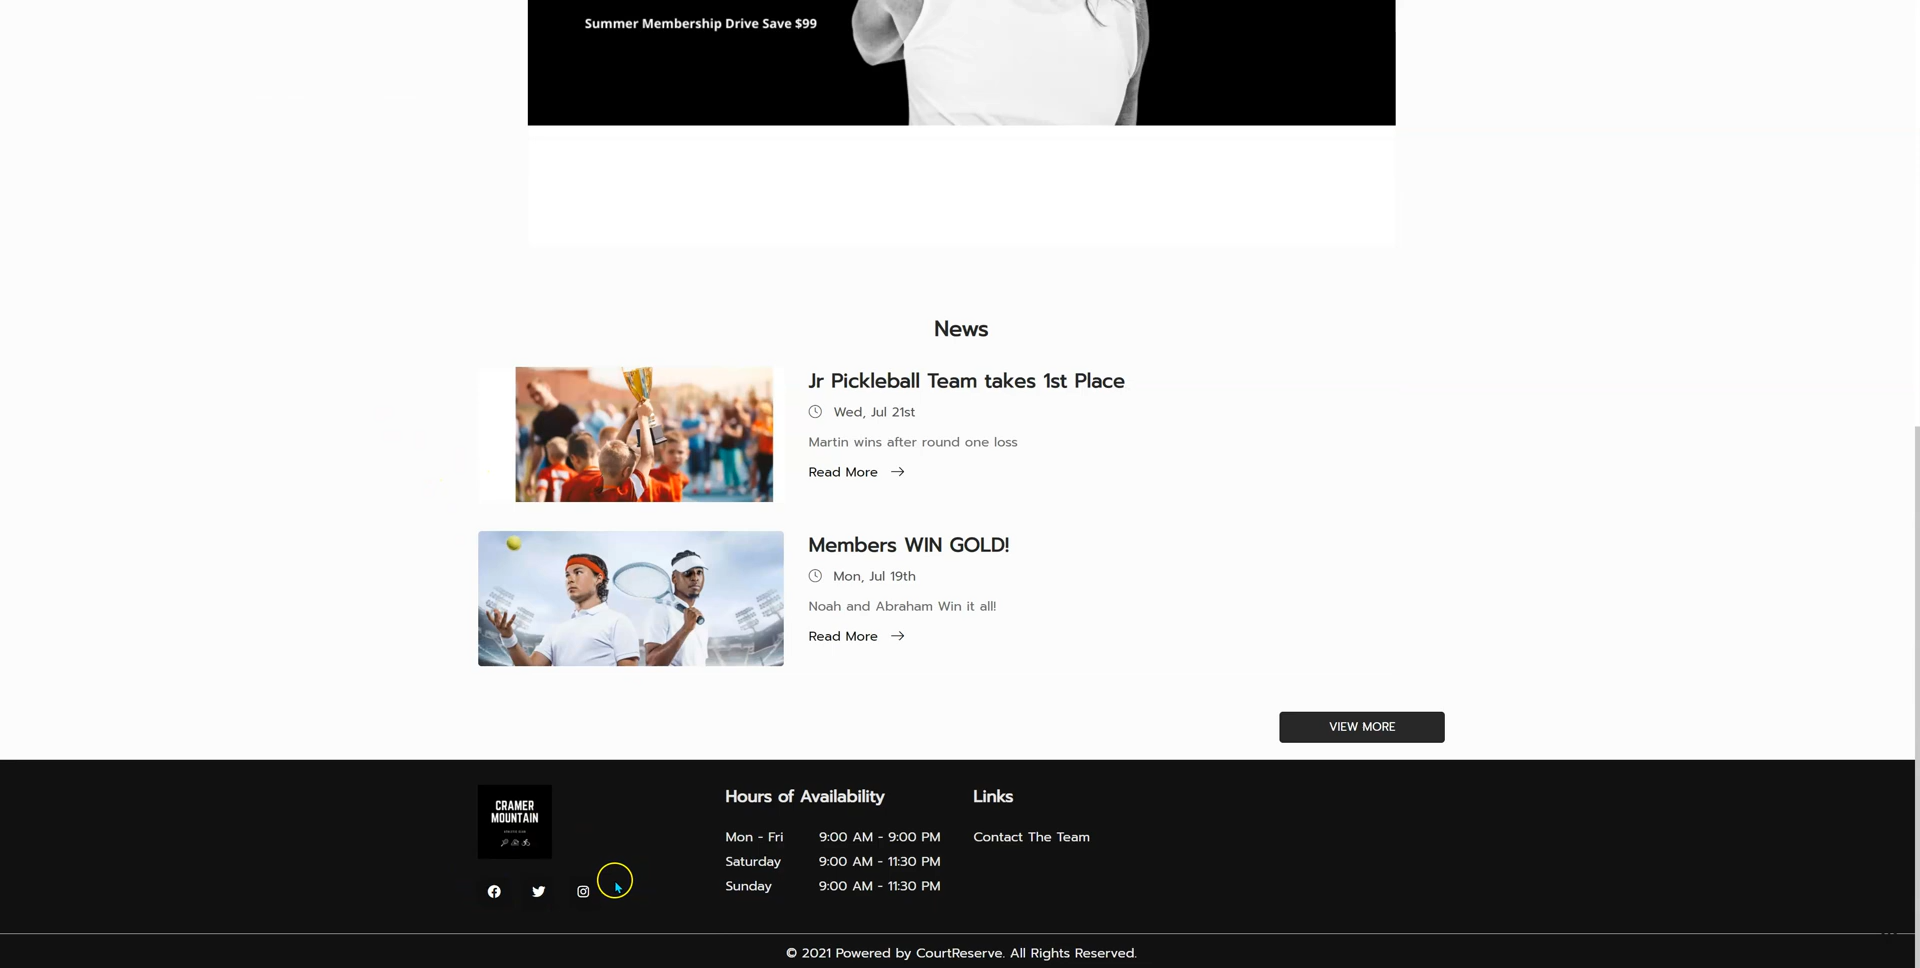 Summer Membership Drive Save $99
News
Jr Pickleball Team takes 1st Place
Wed, Jul 21st
Martin wins after round one loss
Read More
Members WIN GOLD!
Mon, Jul 19th
Noah and Abraham Win it all!
Read More
VIEW MORE
CRAMER
MOUNTAIN
Hours of Availability
Mon - Fri 9:00 AM - 9:00 PM
Saturday 9:00 AM - 11:30 PM
Sunday 9:00 AM - 11:30 PM
Links
Contact The Team
© 2021 Powered by CourtReserve. All Rights Reserved.